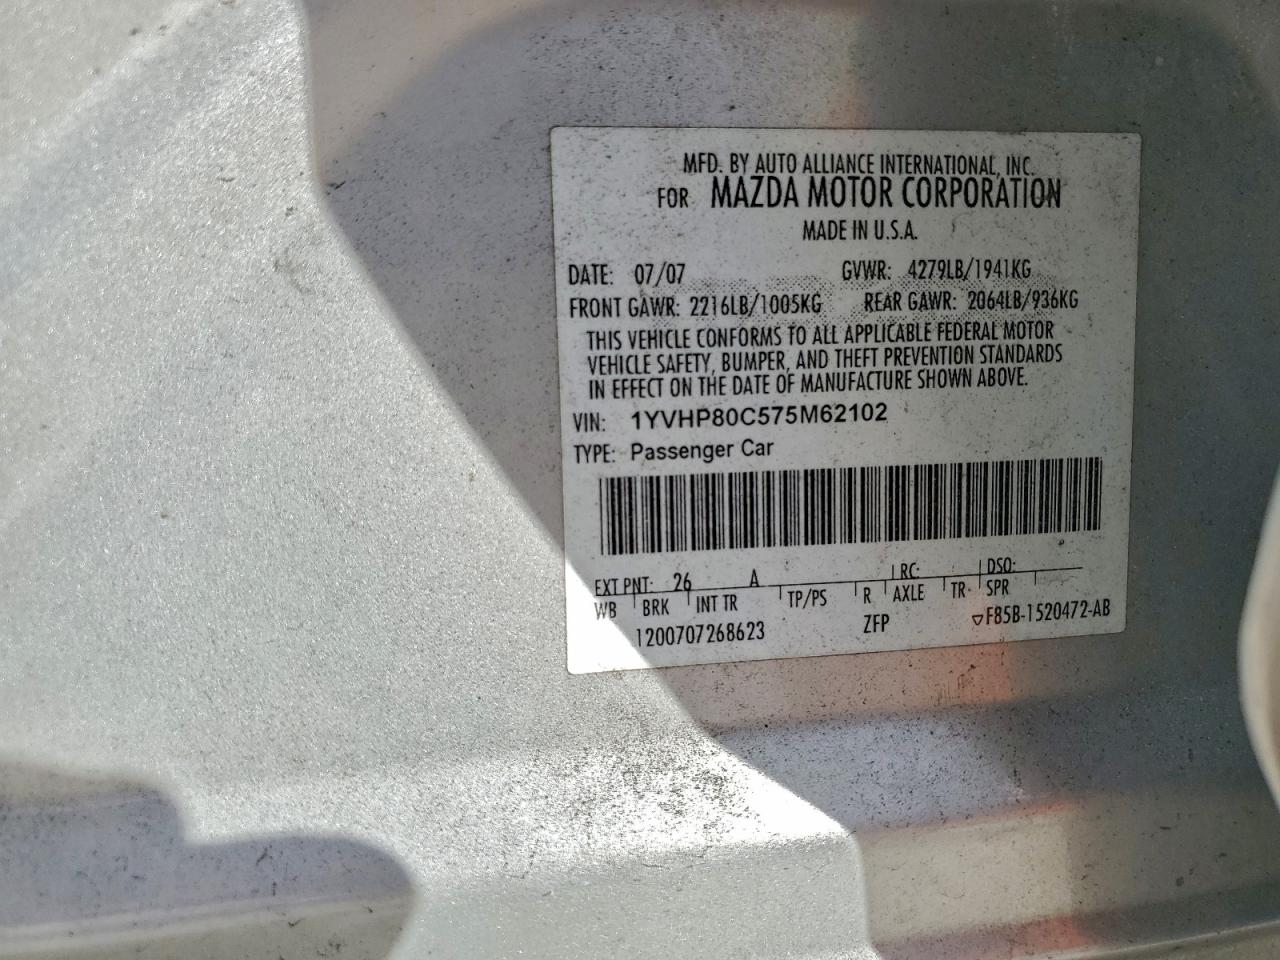 MFD. BY AUTO ALLIANCE INTERNATIONAL, INC.
FOR MAZDA MOTOR CORPORATION
MADE IN U.S.A.
DATE: 07/07 GVWR: 4279LB/1941KG
FRONT GAWR: 2216LB/1005KG REAR GAWR: 2064LB/936KG
THIS VEHICLE CONFORMS TO ALL APPLICABLE FEDERAL MOTOR
VEHICLE SAFETY, BUMPER, AND THEFT PREVENTION STANDARDS
IN EFFECT ON THE DATE OF MANUFACTURE SHOWN ABOVE.
VIN: 1YVHP80C575M62102
TYPE: Passenger Car
EXT PNT: 26 A RC: DSO:
WB BRK INT TR TP/PS R AXLE TR SPR
1200707268623 ZFP ▽F85B-1520472-AB